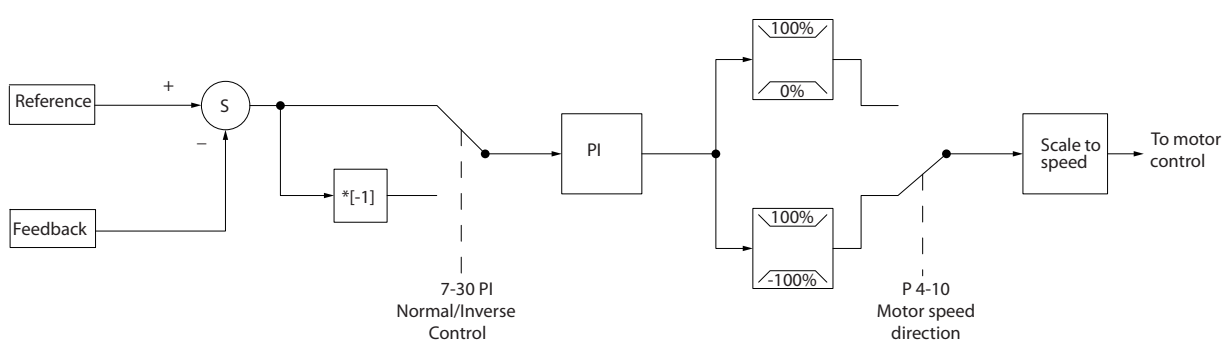 100%
0%
Reference
+
S
–
*[-1]
PI
Scale to
speed
To motor
control
Feedback
100%
-100%
7-30 PI
Normal/Inverse
Control
P 4-10
Motor speed
direction